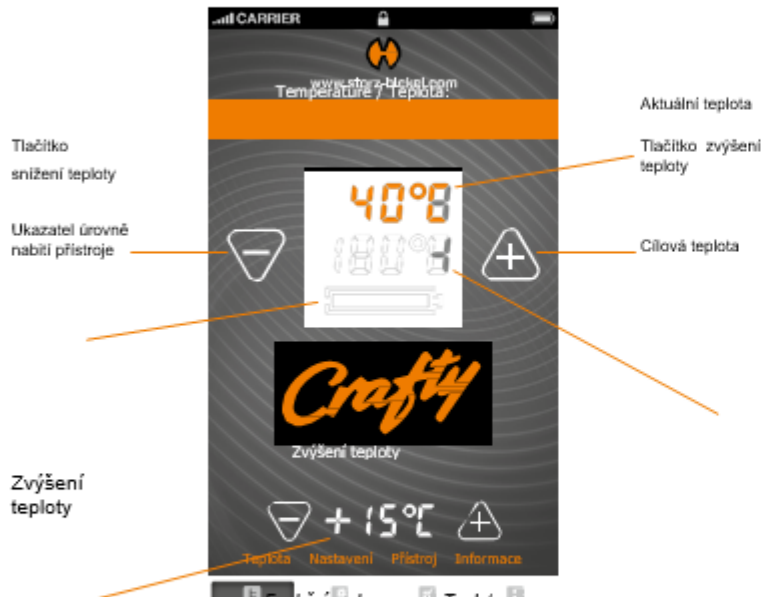 CARRIER
www.storz-bickel.com
Temperature / Teplota:
Aktuální teplota
Tlačítko
snížení teploty
Tlačítko zvýšení
teploty
40°8
Ukazatel úrovně
nabití přístroje
Cílová teplota
Crafty
Zvýšení teploty
Zvýšení
teploty
+15°C
Teplota Nastavení Přístroj Informace